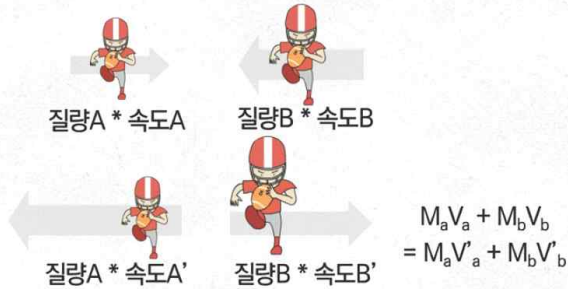 질량A * 속도A
질량B * 속도B
질량A * 속도A'
질량B * 속도B'
MaVa + MbVb
= MaV'a + MbV'b